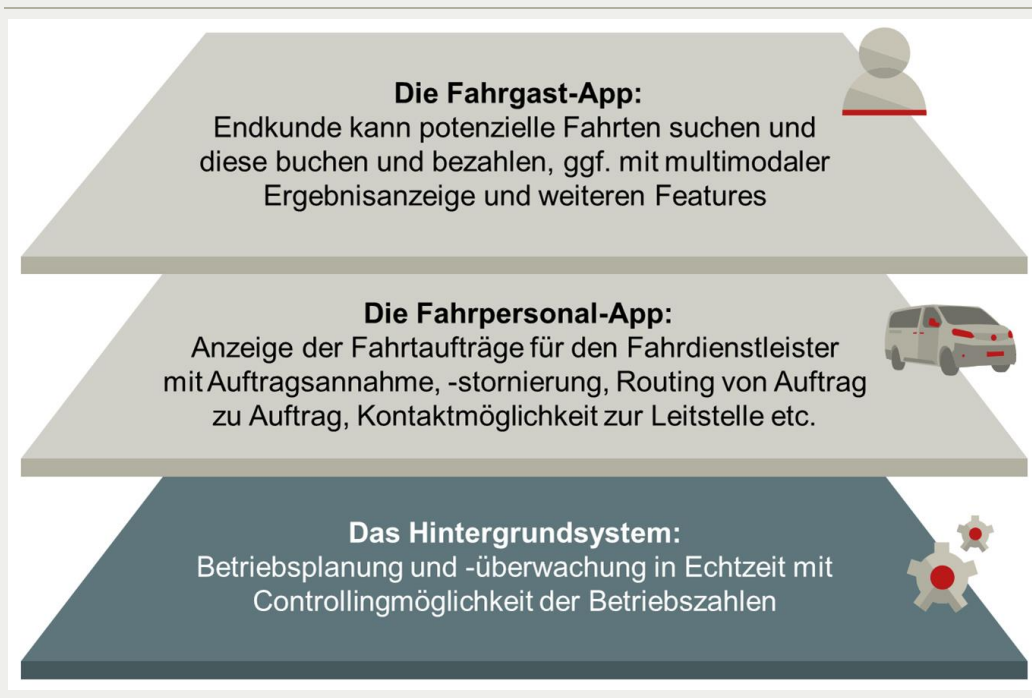 Die Fahrgast-App:
Endkunde kann potenzielle Fahrten suchen und
diese buchen und bezahlen, ggf. mit multimodaler
Ergebnisanzeige und weiteren Features
Die Fahrpersonal-App:
Anzeige der Fahrtaufträge für den Fahrdienstleister
mit Auftragsannahme, -stornierung, Routing von Auftrag
zu Auftrag, Kontaktmöglichkeit zur Leitstelle etc.
Das Hintergrundsystem:
Betriebsplanung und -überwachung in Echtzeit mit
Controllingmöglichkeit der Betriebszahlen